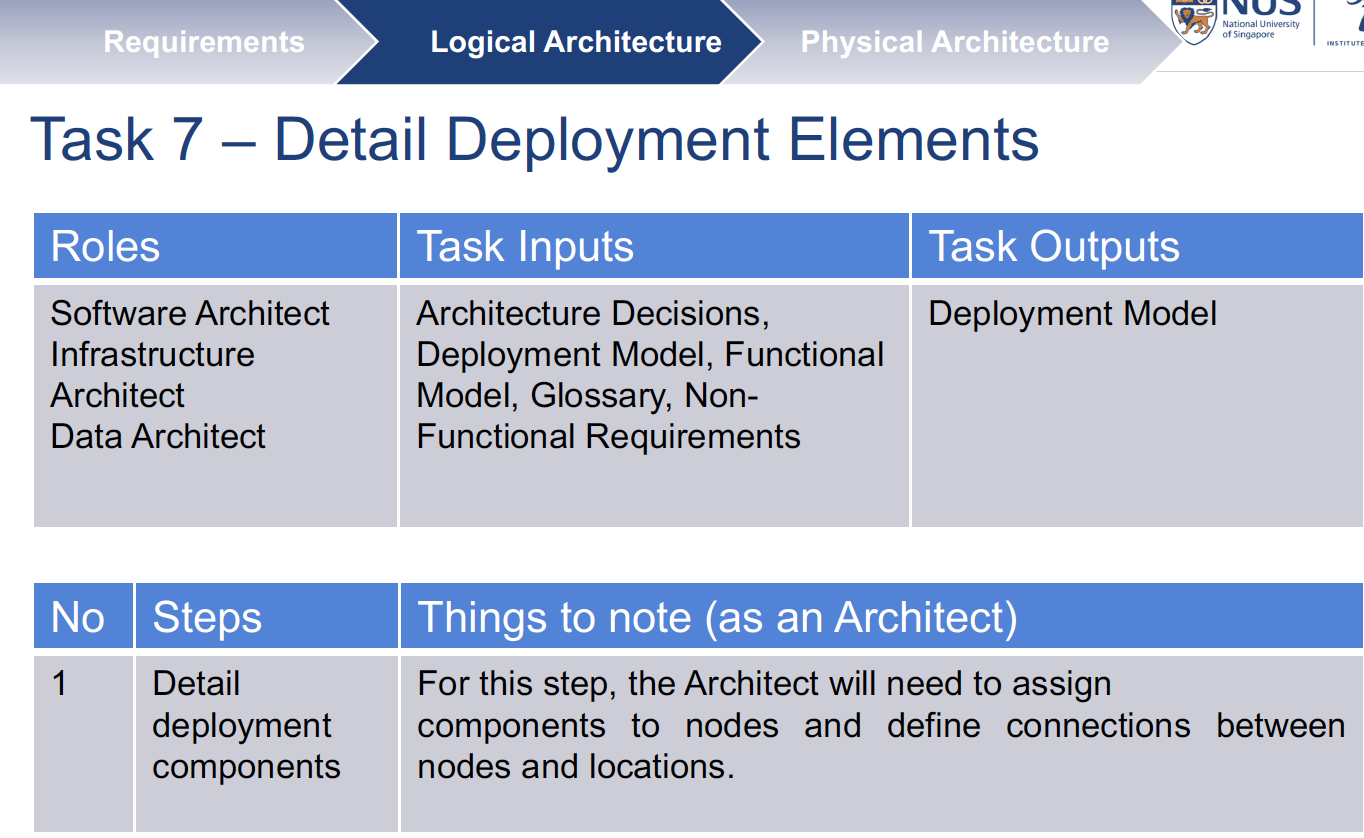 Requirements
Logical Architecture
Physical Architecture
NUS
National University
of Singapore
Task 7 – Detail Deployment Elements
Roles
Task Inputs
Task Outputs
Software Architect
Infrastructure
Architect
Data Architect
Architecture Decisions,
Deployment Model, Functional
Model, Glossary, Non-
Functional Requirements
Deployment Model
No
Steps
Things to note (as an Architect)
1
Detail
deployment
components
For this step, the Architect will need to assign
components to nodes and define connections between
nodes and locations.